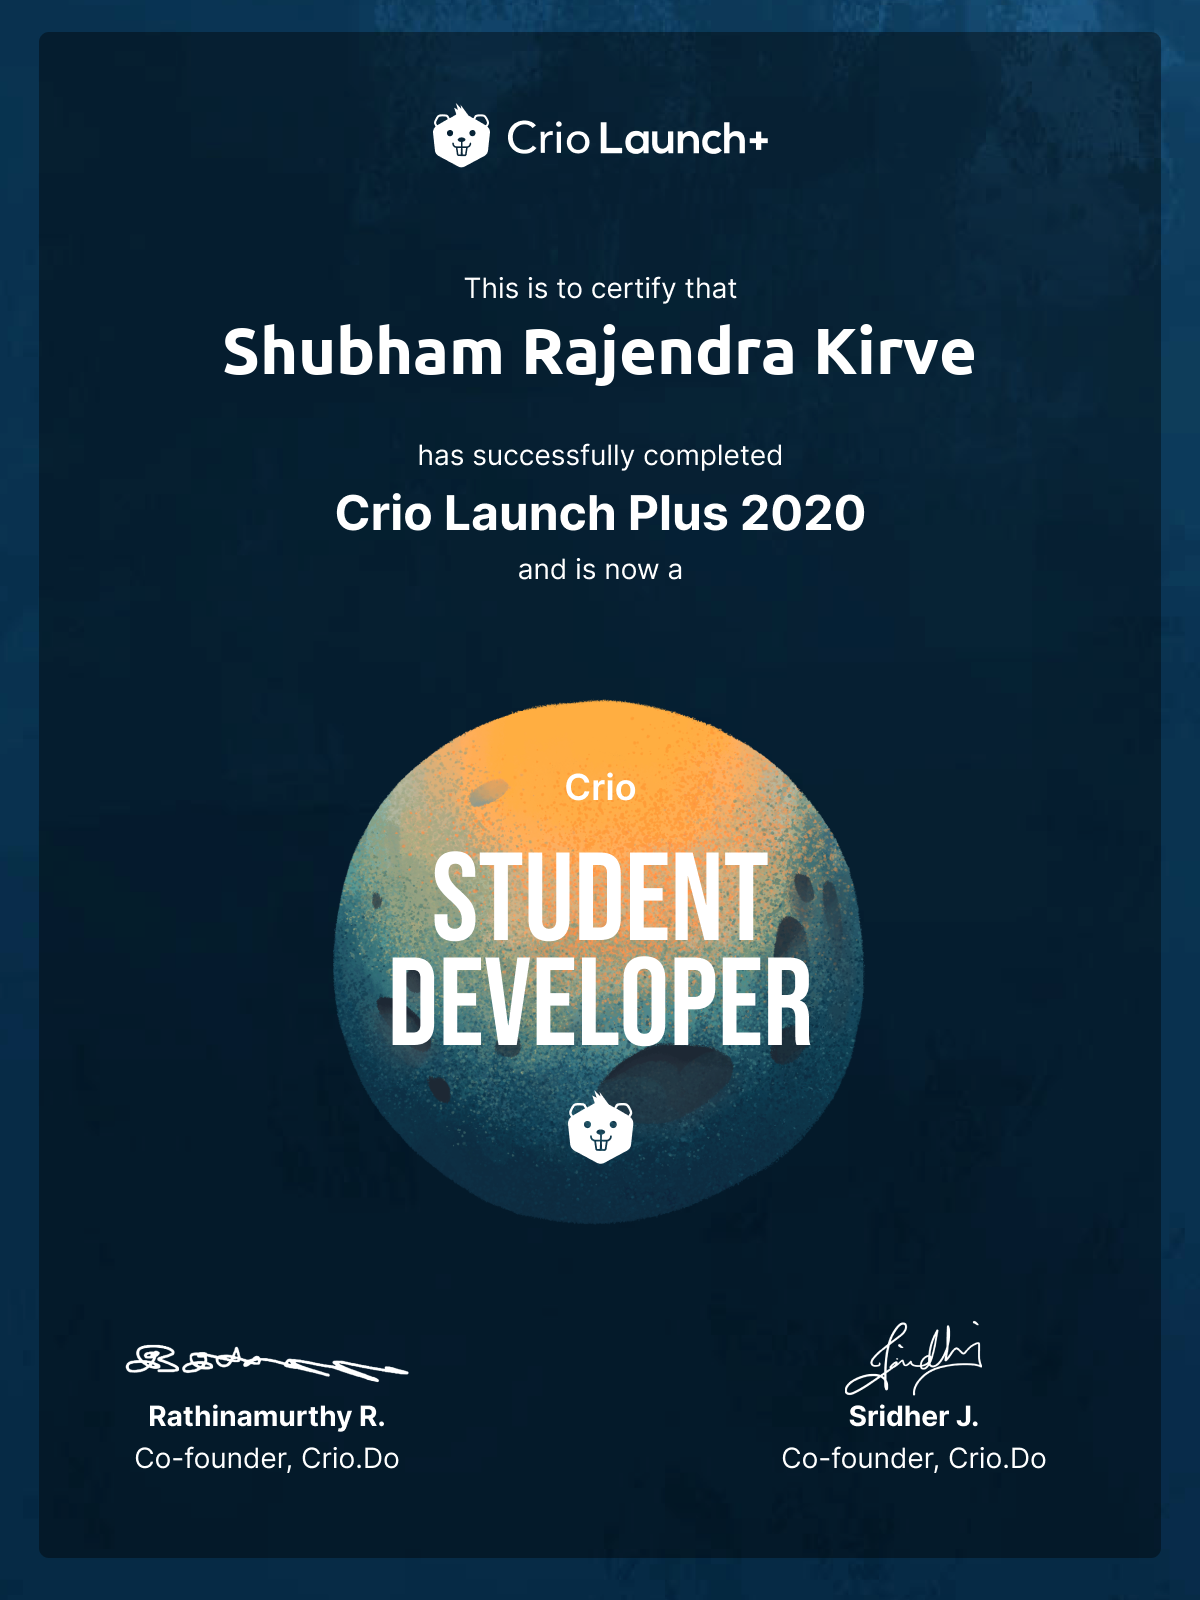 Crio Launch+
This is to certify that
Shubham Rajendra Kirve
has successfully completed
Crio Launch Plus 2020
and is now a
Crio
STUDENT
DEVELOPER
Rathinamurthy R.
Co-founder, Crio.Do
Sridher J.
Co-founder, Crio.Do